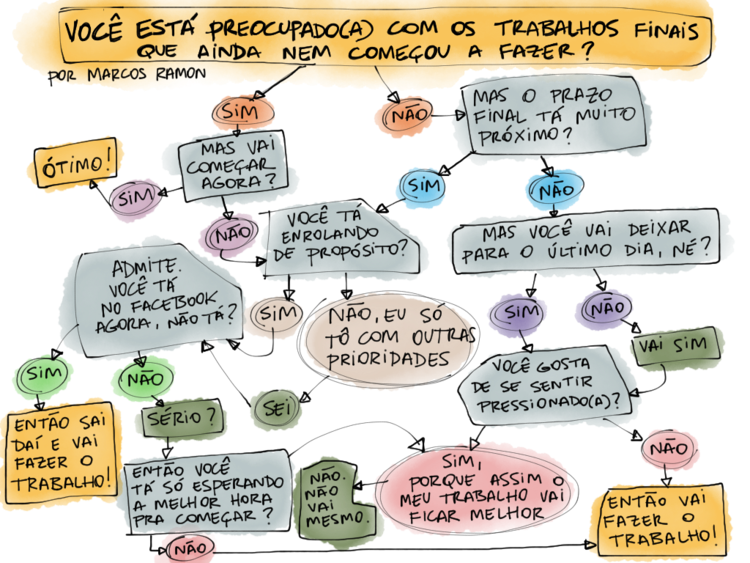 VOCÊ ESTÁ PREOCUPADO(A) COM OS TRABALHOS FINAIS
QUE AINDA NEM COMEÇOU A FAZER?
POR MARCOS RAMON
SIM
NÃO
MAS O PRAZO
FINAL TÁ MUITO
PRÓXIMO?
MAS VAI
COMEÇAR
AGORA?
ÓTIMO!
SIM
NÃO
SIM
NÃO
VOCÊ TÁ
ENROLANDO
DE PROPÓSITO?
MAS VOCÊ VAI DEIXAR
PARA O ÚLTIMO DIA, NÉ?
ADMITE.
VOCÊ TÁ
NO FACEBOOK
AGORA, NÃO TÁ?
SIM
NÃO, EU SÓ
TÔ COM OUTRAS
PRIORIDADES
SIM
NÃO
VAI SIM
VOCÊ GOSTA
DE SE SENTIR
PRESSIONADO(A)?
SIM
NÃO
SÉRIO?
SEI
ENTÃO SAI
DAÍ E VAI
FAZER O
TRABALHO!
ENTÃO VOCÊ
TÁ SÓ ESPERANDO
A MELHOR HORA
PRA COMEÇAR?
NÃO.
NÃO
VAI
MESMO.
SIM,
PORQUE ASSIM O
MEU TRABALHO VAI
FICAR MELHOR
NÃO
ENTÃO VAI
FAZER O
TRABALHO!
NÃO